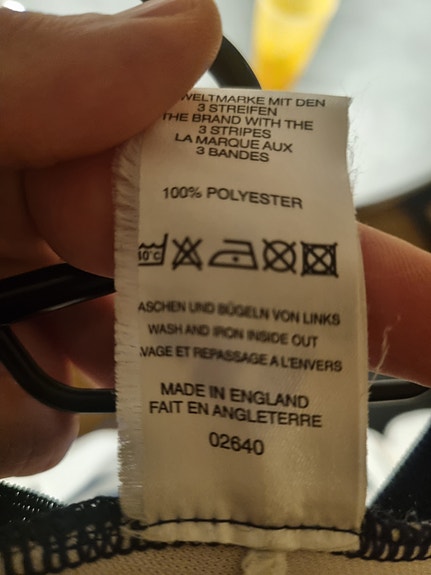 WELTMARKE MIT DEN
3 STREIFEN
THE BRAND WITH THE
3 STRIPES
LA MARQUE AUX
3 BANDES
100% POLYESTER
40°C
ASCHEN UND BÜGELN VON LINKS
WASH AND IRON INSIDE OUT
VAGE ET REPASSAGE A L'ENVERS
MADE IN ENGLAND
FAIT EN ANGLETERRE
02640